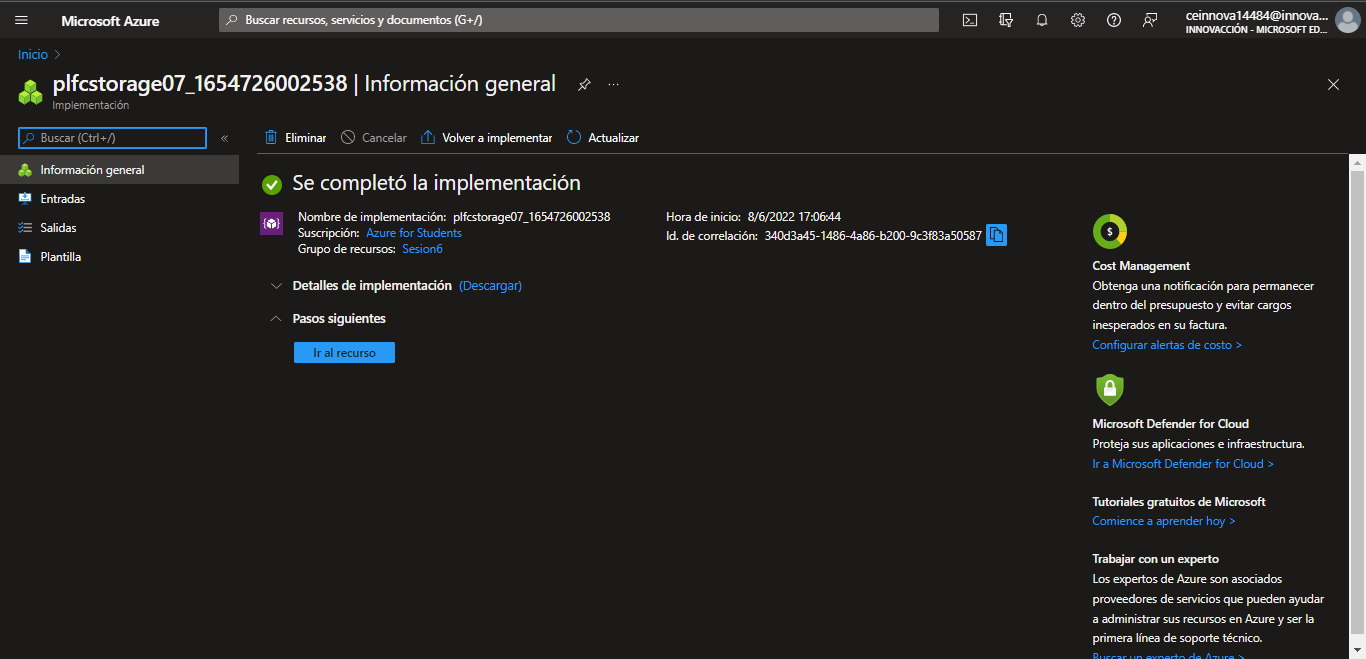 Microsoft Azure
Buscar recursos, servicios y documentos (G+/)
ceinnova14484@innova...
INNOVACCIÓN - MICROSOFT ED...
Inicio >
plfcstorage07_1654726002538 | Información general ...
Implementación
Buscar (Ctrl+/) «
Eliminar Cancelar Volver a implementar Actualizar
Información general
Entradas
Salidas
Plantilla
Se completó la implementación
Nombre de implementación: plfcstorage07_1654726002538
Suscripción: Azure for Students
Grupo de recursos: Sesion6
Hora de inicio: 8/6/2022 17:06:44
Id. de correlación: 340d3a45-1486-4a86-b200-9c3f83a50587
Detalles de implementación (Descargar)
Pasos siguientes
Ir al recurso
$
Cost Management
Obtenga una notificación para permanecer
dentro del presupuesto y evitar cargos
inesperados en su factura.
Configurar alertas de costo >
Microsoft Defender for Cloud
Proteja sus aplicaciones e infraestructura.
Ir a Microsoft Defender for Cloud >
Tutoriales gratuitos de Microsoft
Comience a aprender hoy >
Trabajar con un experto
Los expertos de Azure son asociados
proveedores de servicios que pueden ayudar
a administrar sus recursos en Azure y ser la
primera línea de soporte técnico.
Buscar un experto de Azure >